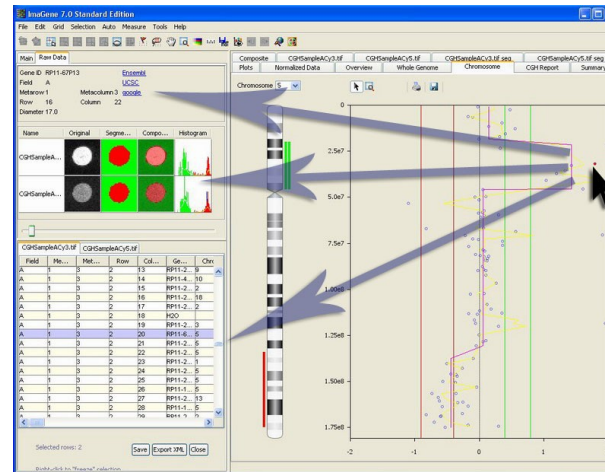 ImaGene 7.0 Standard Edition
File Edit Grid Selection Auto Measure Tools Help
Main Raw Data
Gene ID RP11-67P13 Ensembl
Field A UCSC
Metarow 1 Metacolumn 3 google
Row 16 Column 22
Diameter 17.0
Name Original Segme... Compo... Histogram
CGHSampleA...
CGHSampleA...
CGHSampleACy3.tif CGHSampleACy5.tif
Field Me... Met... Row Col... Ge... Chro
A 1 3 2 13 RP11-2... 9
A 1 3 2 14 RP11-4... 10
A 1 3 2 15 RP11-2... 2
A 1 3 2 16 RP11-2... 18
A 1 3 2 17 RP11-2... 2
A 1 3 2 18 H2O
A 1 3 2 19 RP11-2... 3
A 1 3 2 20 RP11-6... 5
A 1 3 2 21 RP11-2... 5
A 1 3 2 22 RP11-2... 5
A 1 3 2 23 RP11-2... 1
A 1 3 2 24 RP11-2... 5
A 1 3 2 25 RP11-2... 5
A 1 3 2 26 RP11-1... 5
A 1 3 2 27 RP11-2... 13
A 1 3 2 28 RP11-1... 5
Selected rows: 2
Save Export XML Close
Right-click to "freeze" selection
Composite CGHSampleACy3.tif CGHSampleACy5.tif CGHSampleACy3.tif seg CGHSampleACy5.tif seg
Plots Normalized Data Overview Whole Genome Chromosome CGH Report Summary
Chromosome 5
0
2.5e7
5.0e7
7.5e7
1.00e8
1.25e8
1.50e8
1.75e8
-2 -1 0 1